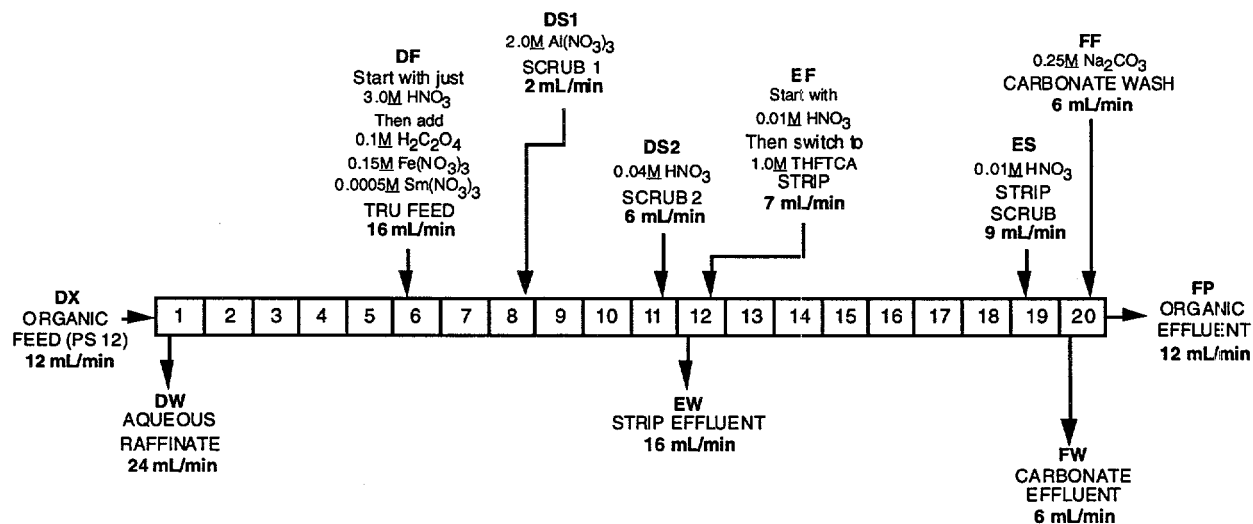 DS1
2.0M Al(NO3)3
SCRUB 1
2 mL/min
DF
Start with just
3.0M HNO3
Then add
0.1M H2C2O4
0.15M Fe(NO3)3
0.0005M Sm(NO3)3
TRU FEED
16 mL/min
DS2
0.04M HNO3
SCRUB 2
6 mL/min
EF
Start with
0.01M HNO3
Then switch to
1.0M THFTCA
STRIP
7 mL/min
FF
0.25M Na2CO3
CARBONATE WASH
6 mL/min
ES
0.01M HNO3
STRIP
SCRUB
9 mL/min
DX
ORGANIC
FEED (PS 12)
12 mL/min
1 2 3 4 5 6 7 8 9 10 11 12 13 14 15 16 17 18 19 20
FP
ORGANIC
EFFLUENT
12 mL/min
DW
AQUEOUS
RAFFINATE
24 mL/min
EW
STRIP EFFLUENT
16 mL/min
FW
CARBONATE
EFFLUENT
6 mL/min